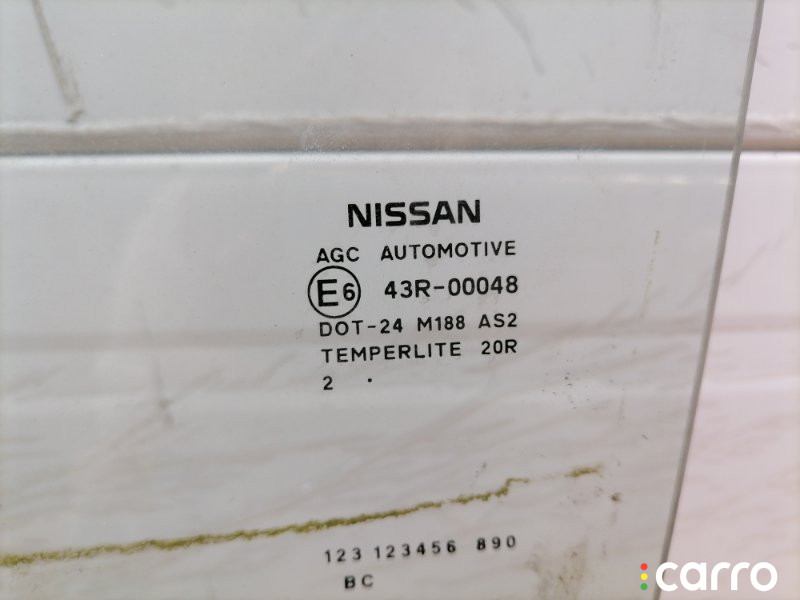 NISSAN
AGC AUTOMOTIVE
E6 43R-00048
DOT-24 M188 AS2
TEMPERLITE 20R
2 .
123 123456 890
BC
carro